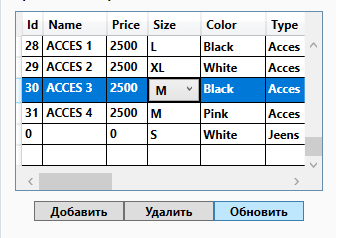 Id Name Price Size Color Type
28 ACCES 1 2500 L Black Acces
29 ACCES 2 2500 XL White Acces
30 ACCES 3 2500 M Black Acces
31 ACCES 4 2500 M Pink Acces
0 0 S White Jeens
Добавить Удалить Обновить